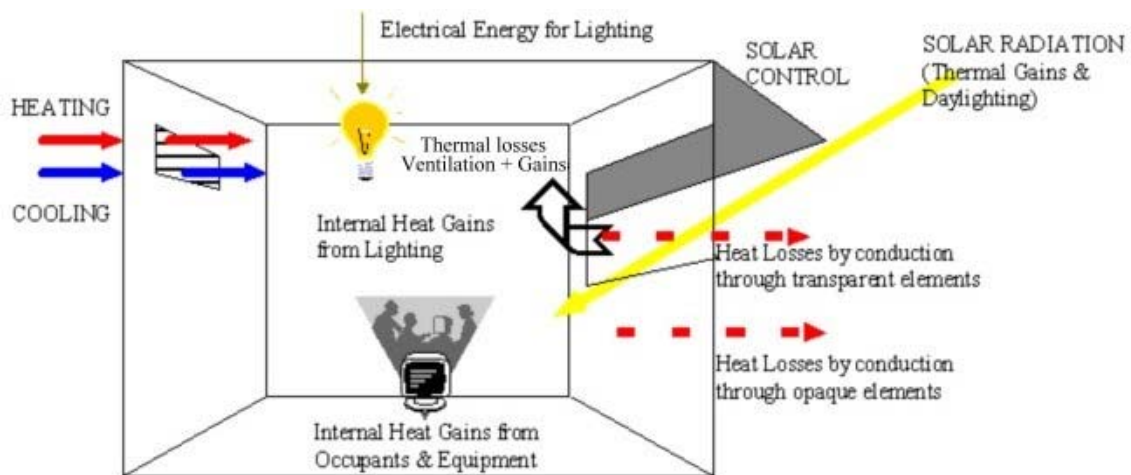 Electrical Energy for Lighting
SOLAR
CONTROL
SOLAR RADIATION
(Thermal Gains &
Daylighting)
HEATING
COOLING
Thermal losses
Ventilation + Gains
Internal Heat Gains
from Lighting
Heat Losses by conduction
through transparent elements
Heat Losses by conduction
through opaque elements
Internal Heat Gains from
Occupants & Equipment